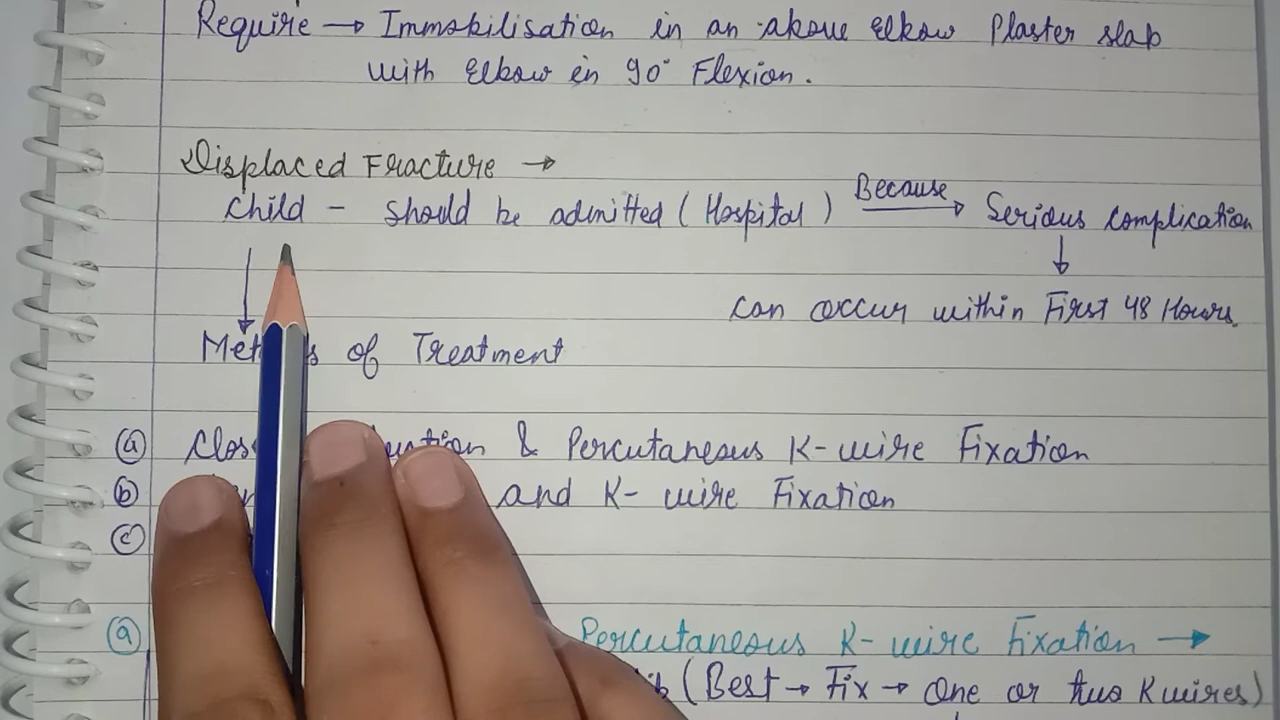 Require → Immobilisation in an above Elbow Plaster slab
with Elbow in 90° Flexion.
Displaced Fracture →
Child - should be admitted (Hospital) Because → Serious complication
↓
can occur within First 48 Hours.
↓
of Treatment
(a) & Percutaneous K-wire Fixation
(b) and K-wire Fixation
(c)
(a) Percutaneous K-wire Fixation →
(Best → Fix → One or two K wires)